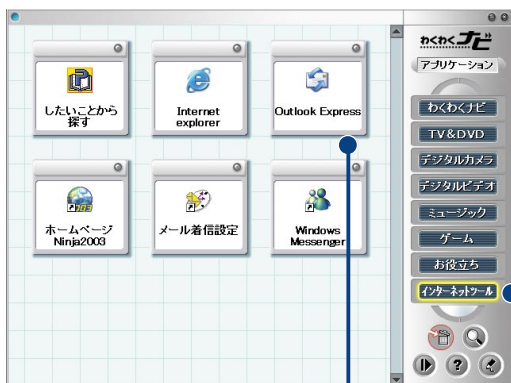 わくわくナビ
アプリケーション
したいことから
探す
Internet
explorer
Outlook Express
ホームページ
Ninja2003
メール着信設定
Windows
Messenger
わくわくナビ
TV&DVD
デジタルカメラ
デジタルビデオ
ミュージック
ゲーム
お役立ち
インターネットツール
?